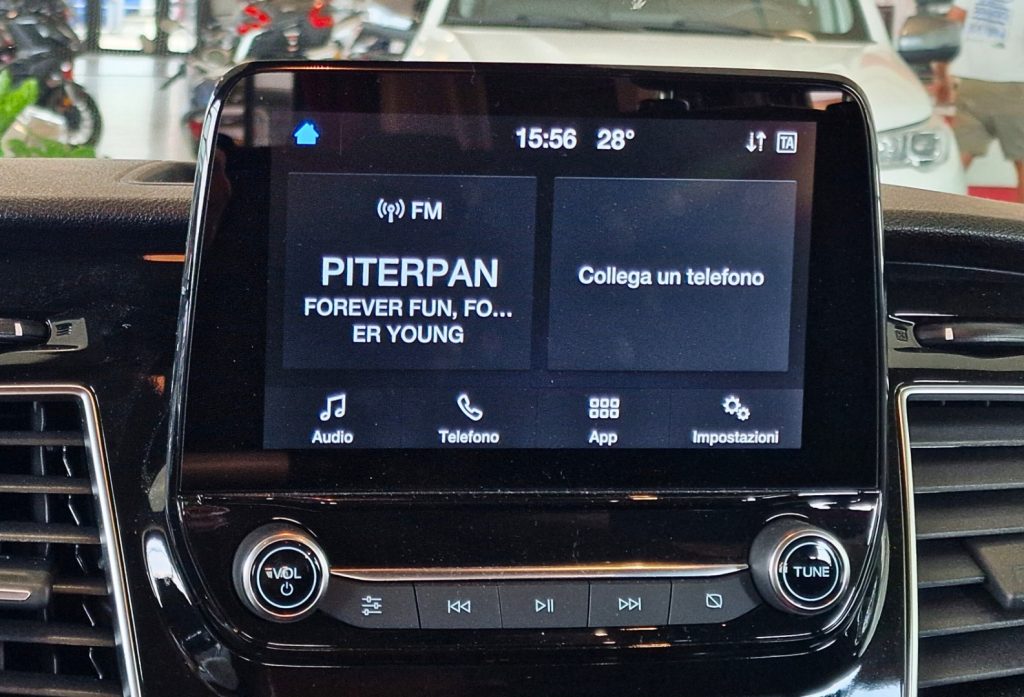 15:56 28° TA
FM
PITERPAN
FOREVER FUN, FO...
ER YOUNG
Collega un telefono
Audio Telefono App Impostazioni
VOL
TUNE